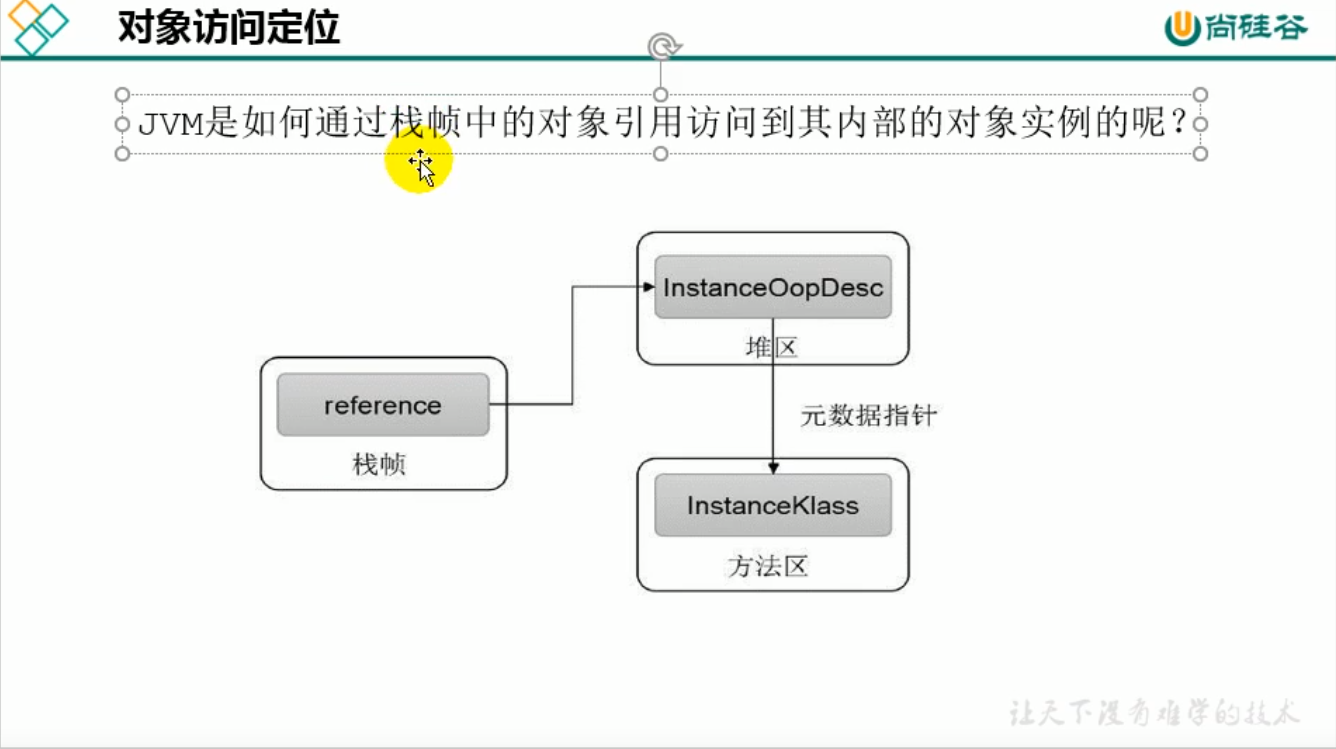 对象访问定位
尚硅谷
JVM是如何通过栈帧中的对象引用访问到其内部的对象实例的呢？
InstanceOopDesc
堆区
reference
栈帧
元数据指针
InstanceKlass
方法区
让天下没有难学的技术